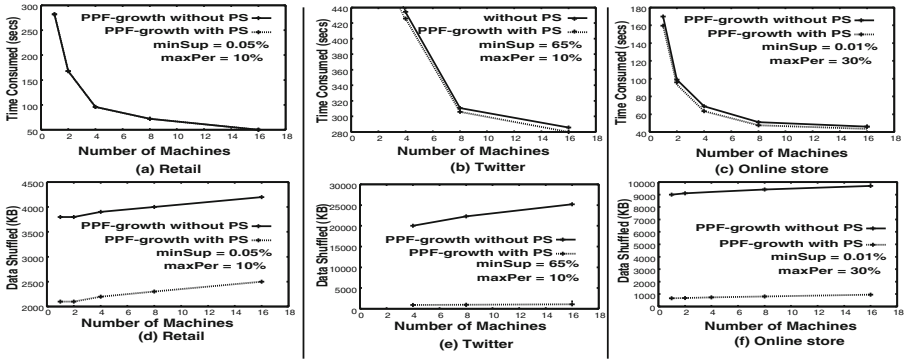 300
250
200
150
100
50
0 2 4 6 8 10 12 14 16 18
Time Consumed (secs)
PPF-growth without PS
PPF-growth with PS
minSup = 0.05%
maxPer = 10%
Number of Machines
(a) Retail
440
420
400
380
360
340
320
300
280
0 2 4 6 8 10 12 14 16 18
Time Consumed (secs)
without PS
PPF-growth with PS
minSup = 65%
maxPer = 10%
Number of Machines
(b) Twitter
180
160
140
120
100
80
60
40
0 2 4 6 8 10 12 14 16 18
Time Consumed (secs)
PPF-growth without PS
PPF-growth with PS
minSup = 0.01%
maxPer = 30%
Number of Machines
(c) Online store
4500
4000
3500
3000
2500
2000
0 2 4 6 8 10 12 14 16 18
Data Shuffled (KB)
PPF-growth without PS
PPF-growth with PS
minSup = 0.05%
maxPer = 10%
Number of Machines
(d) Retail
30000
25000
20000
15000
10000
5000
0
0 2 4 6 8 10 12 14 16 18
Data Shuffled (KB)
PPF-growth without PS
PPF-growth with PS
minSup = 65%
maxPer = 10%
Number of Machines
(e) Twitter
10000
9000
8000
7000
6000
5000
4000
3000
2000
1000
0
0 2 4 6 8 10 12 14 16 18
Data Shuffled (KB)
PPF-growth without PS
PPF-growth with PS
minSup = 0.01%
maxPer = 30%
Number of Machines
(f) Online store